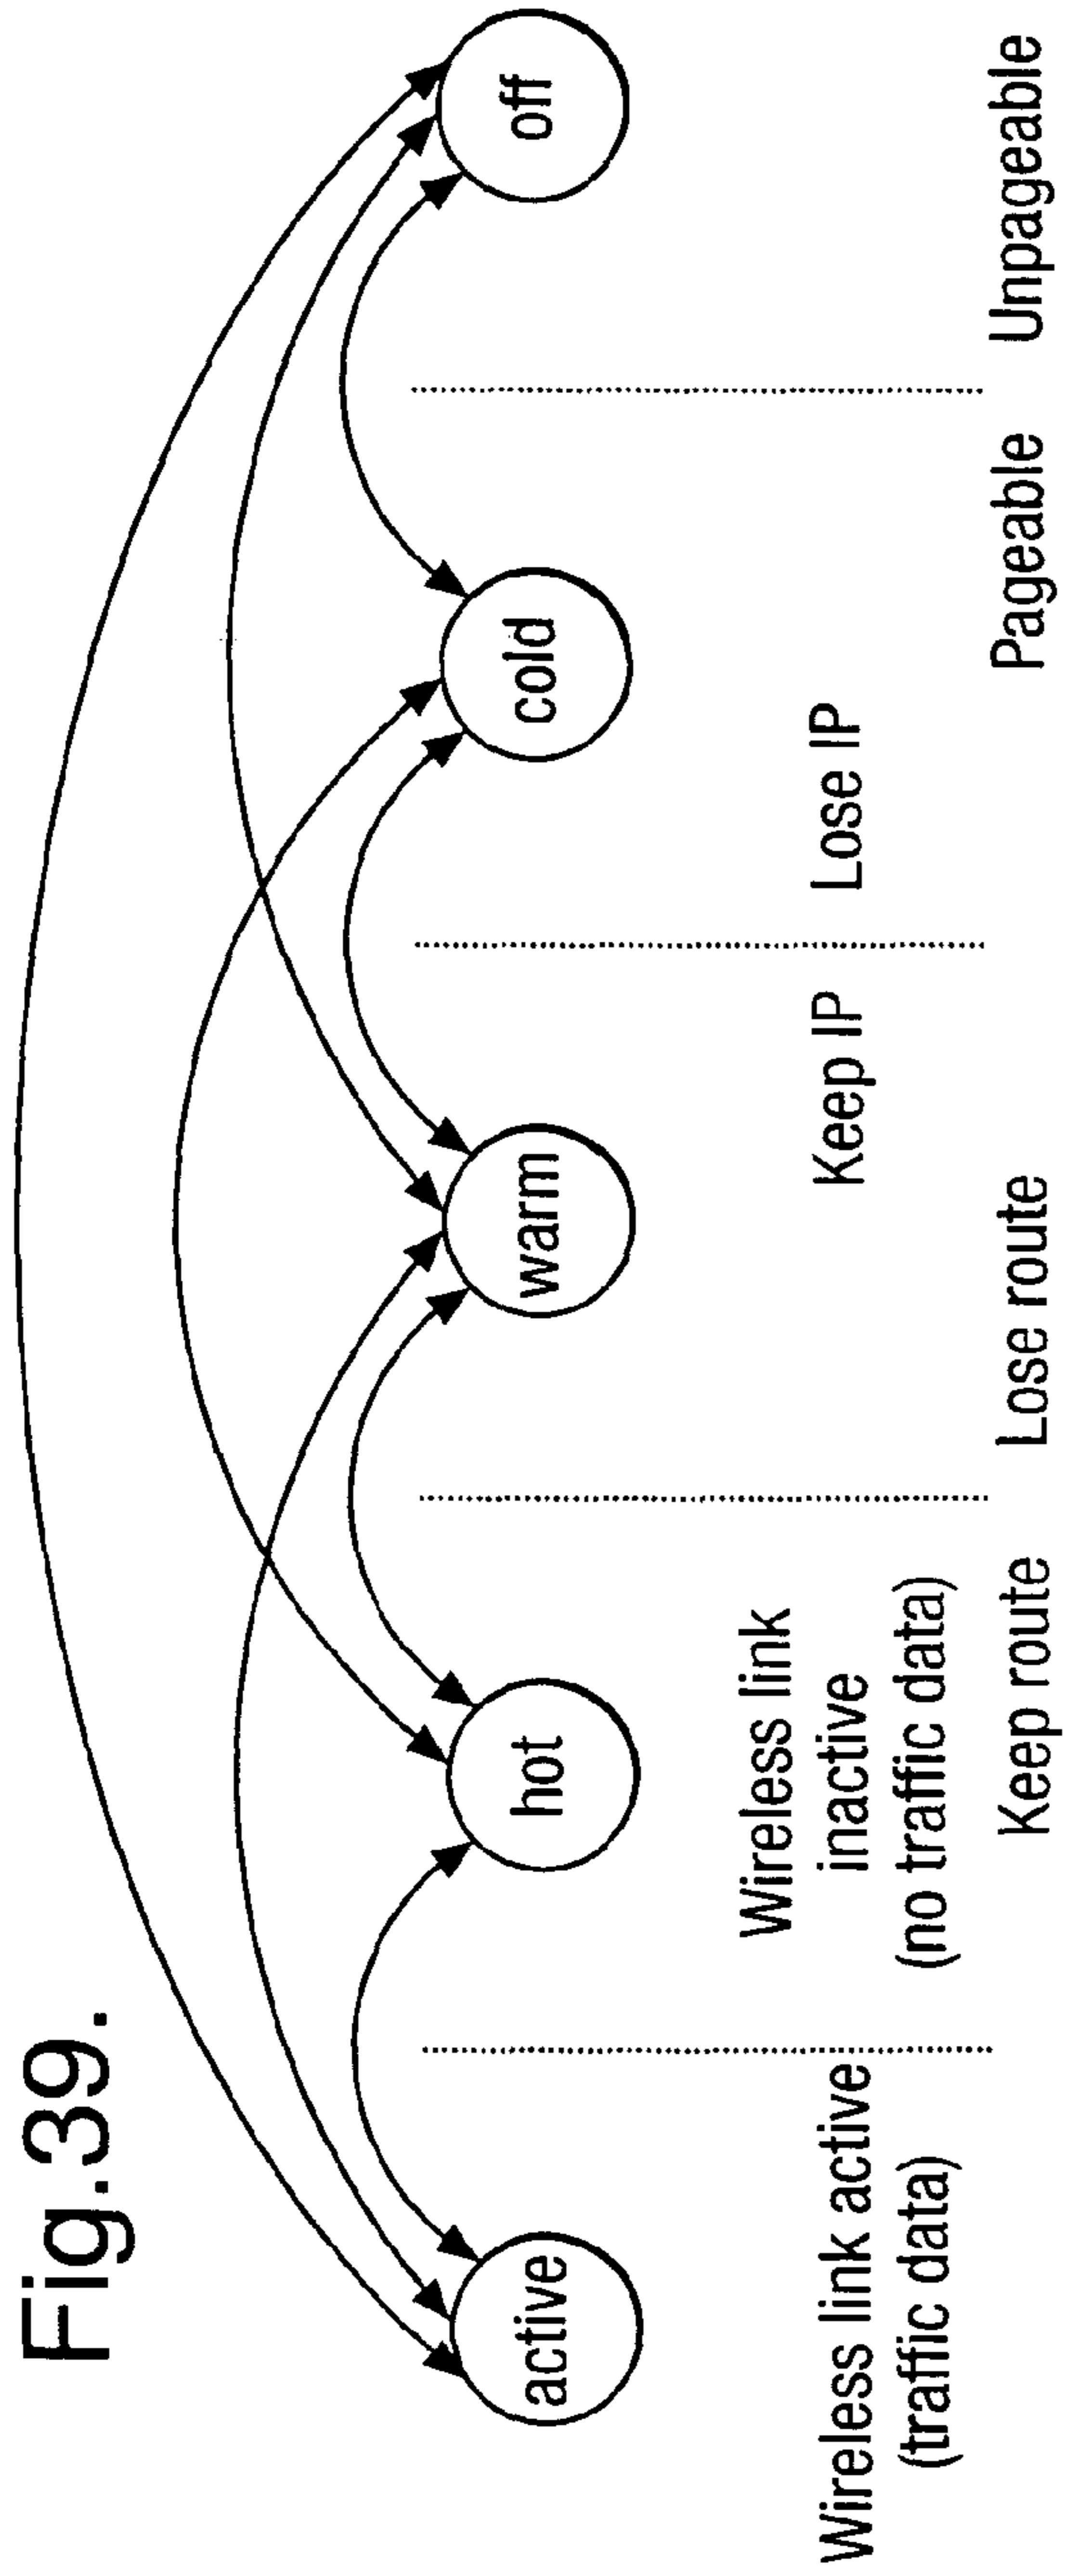 Fig.39.
active
hot
warm
cold
off
Wireless link active
(traffic data)
Wireless link
inactive
(no traffic data)
Keep route
Lose route
Keep IP
Lose IP
Pageable
Unpageable